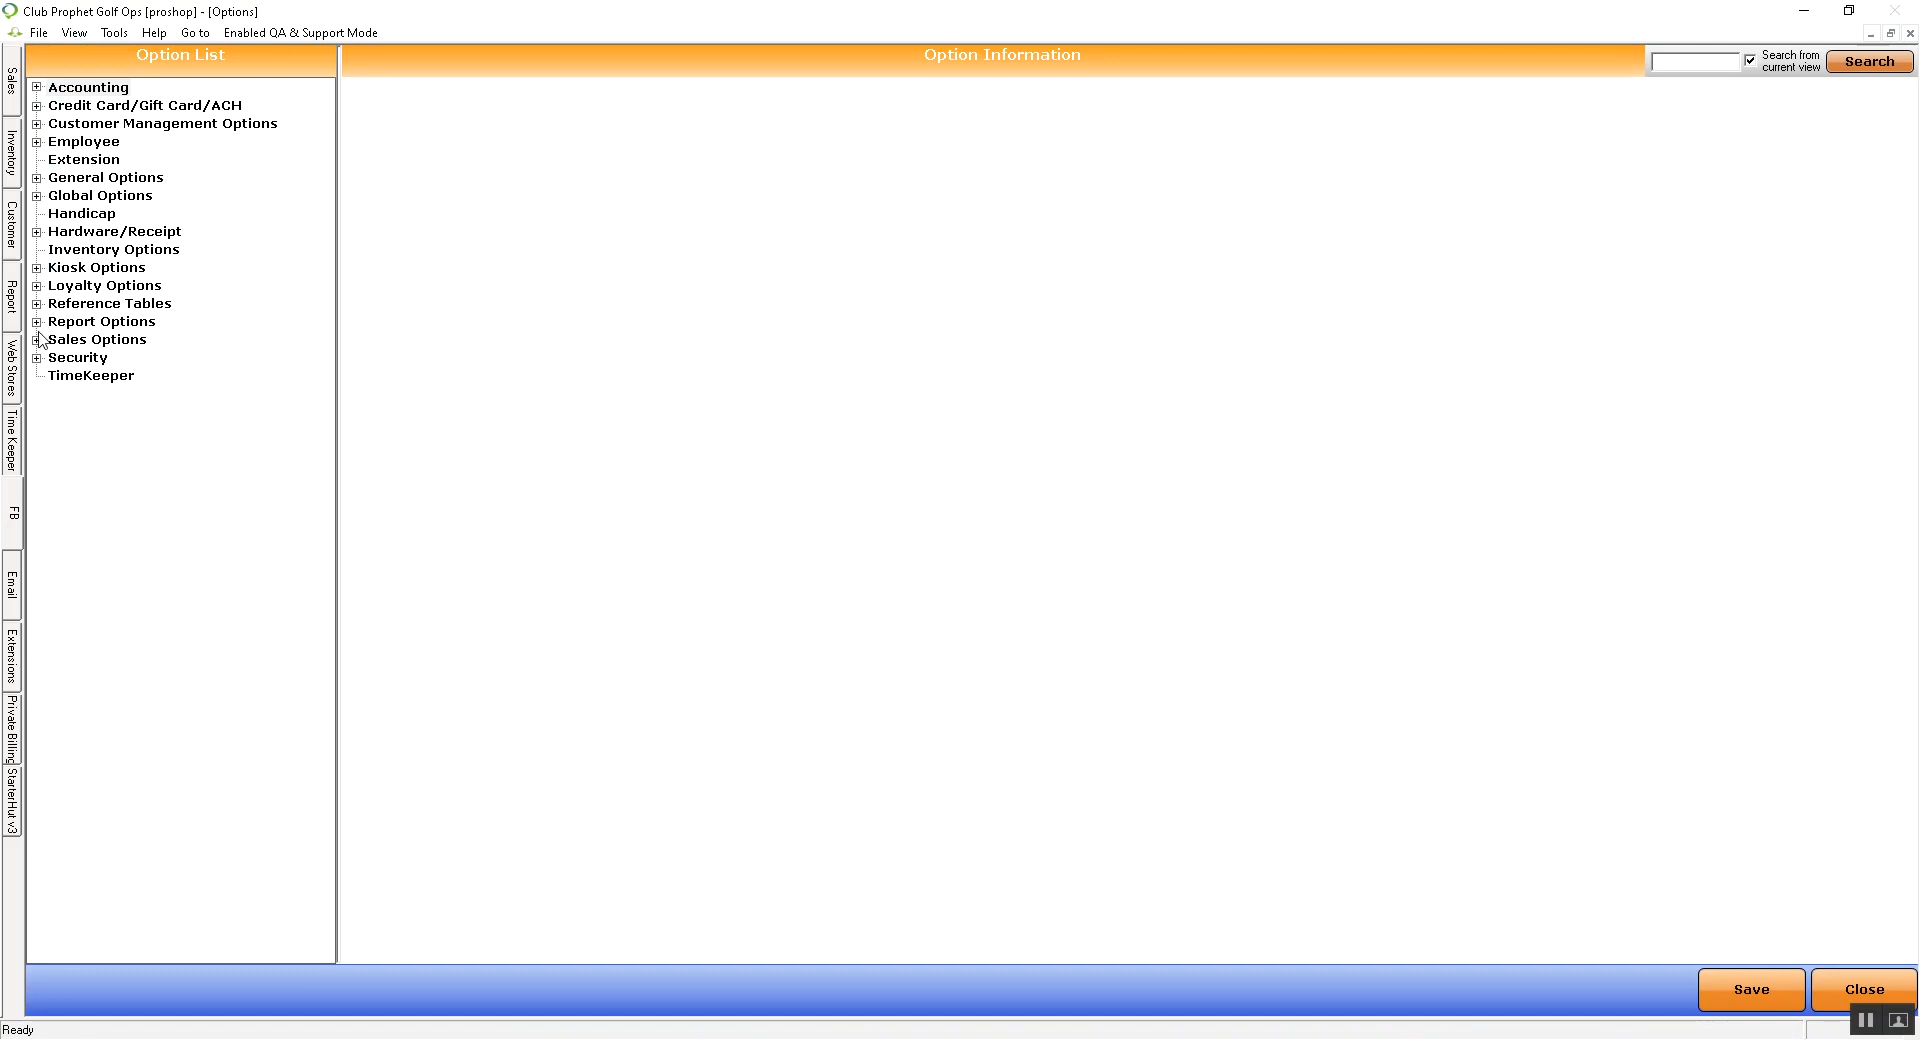 Club Prophet Golf Ops [proshop] - [Options]
File View Tools Help Go to Enabled QA & Support Mode
Option List
Option Information
Search from
current view
Search
Sales
Inventory
Customer
Report
Web Stores
Time Keeper
FB
Email
Extensions
Private Billing
StarterHut v3
Accounting
Credit Card/Gift Card/ACH
Customer Management Options
Employee
Extension
General Options
Global Options
Handicap
Hardware/Receipt
Inventory Options
Kiosk Options
Loyalty Options
Reference Tables
Report Options
Sales Options
Security
TimeKeeper
Save
Close
Ready